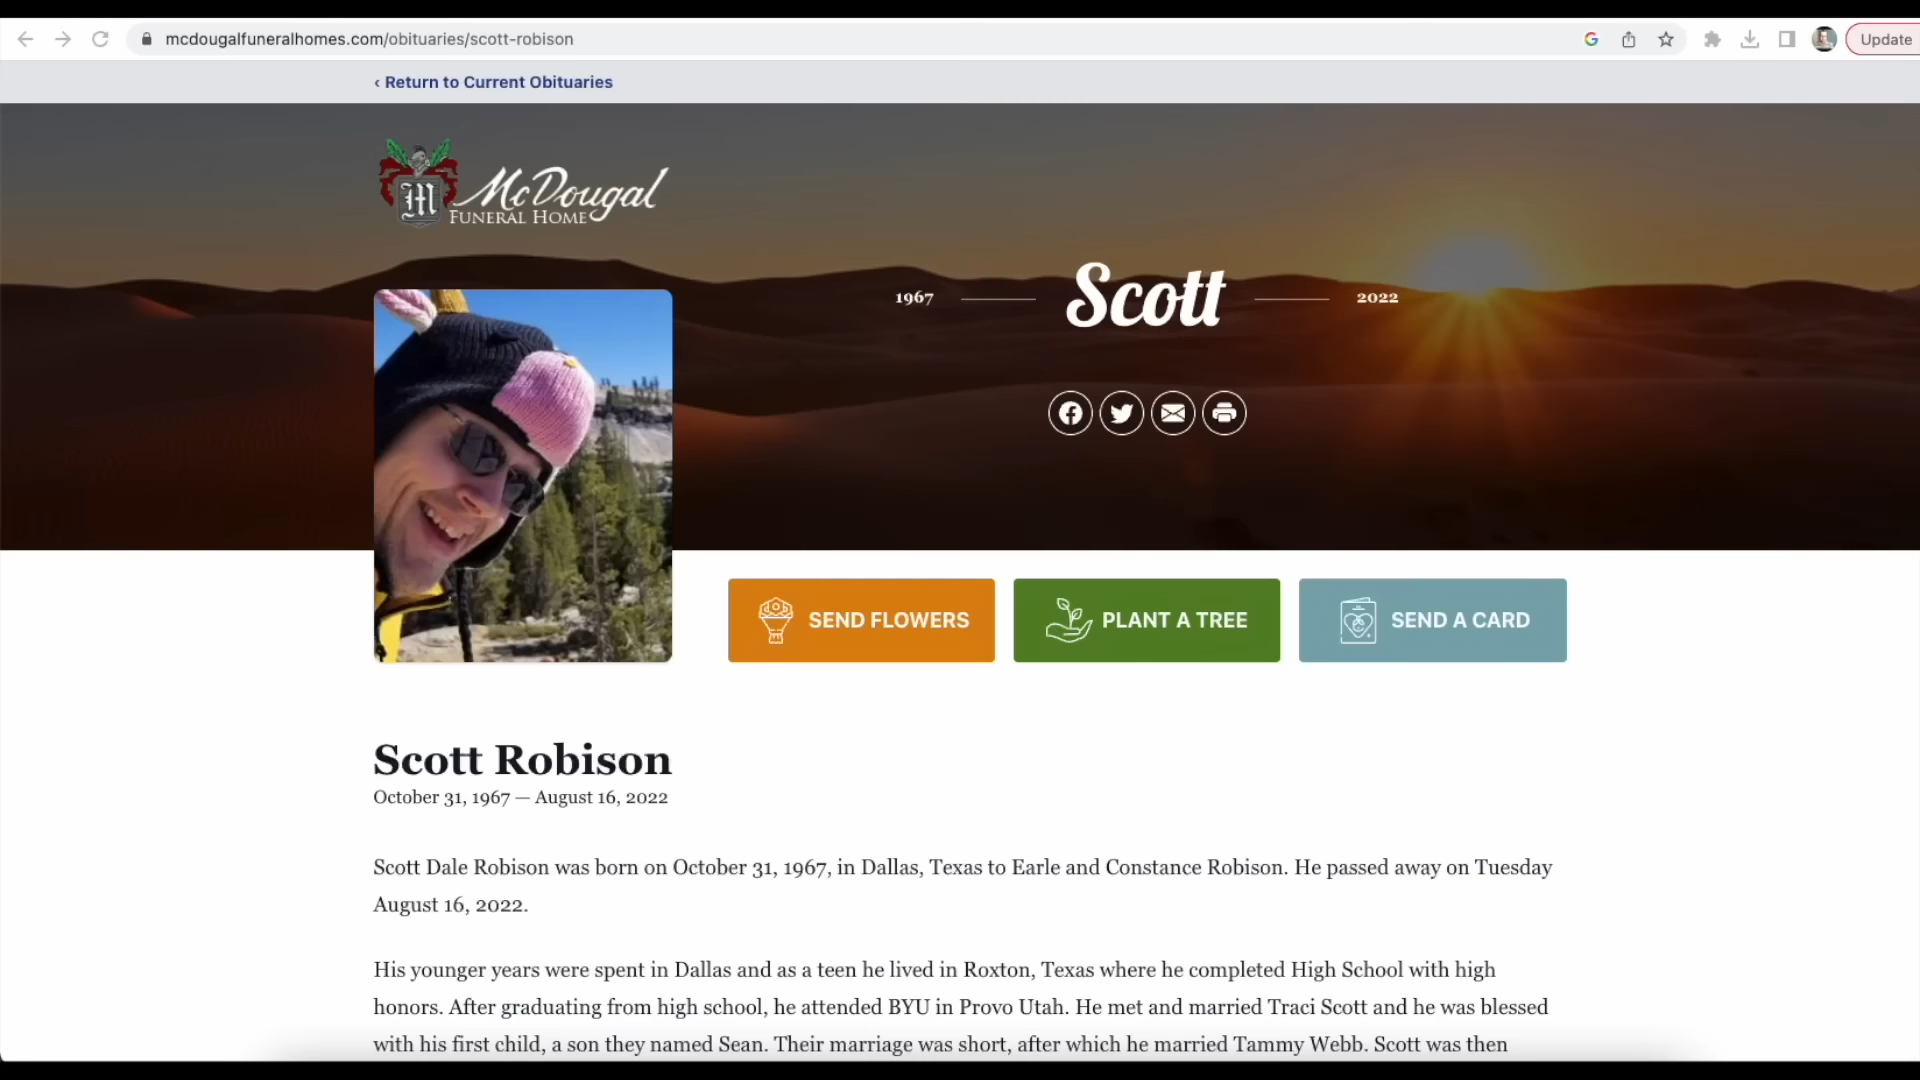 mcdougalfuneralhomes.com/obituaries/scott-robison
Update
‹ Return to Current Obituaries
M
McDougal
FUNERAL HOME
1967
Scott
2022
SEND FLOWERS
PLANT A TREE
SEND A CARD
Scott Robison
October 31, 1967 — August 16, 2022
Scott Dale Robison was born on October 31, 1967, in Dallas, Texas to Earle and Constance Robison. He passed away on Tuesday
August 16, 2022.
His younger years were spent in Dallas and as a teen he lived in Roxton, Texas where he completed High School with high
honors. After graduating from high school, he attended BYU in Provo Utah. He met and married Traci Scott and he was blessed
with his first child, a son they named Sean. Their marriage was short, after which he married Tammy Webb. Scott was then